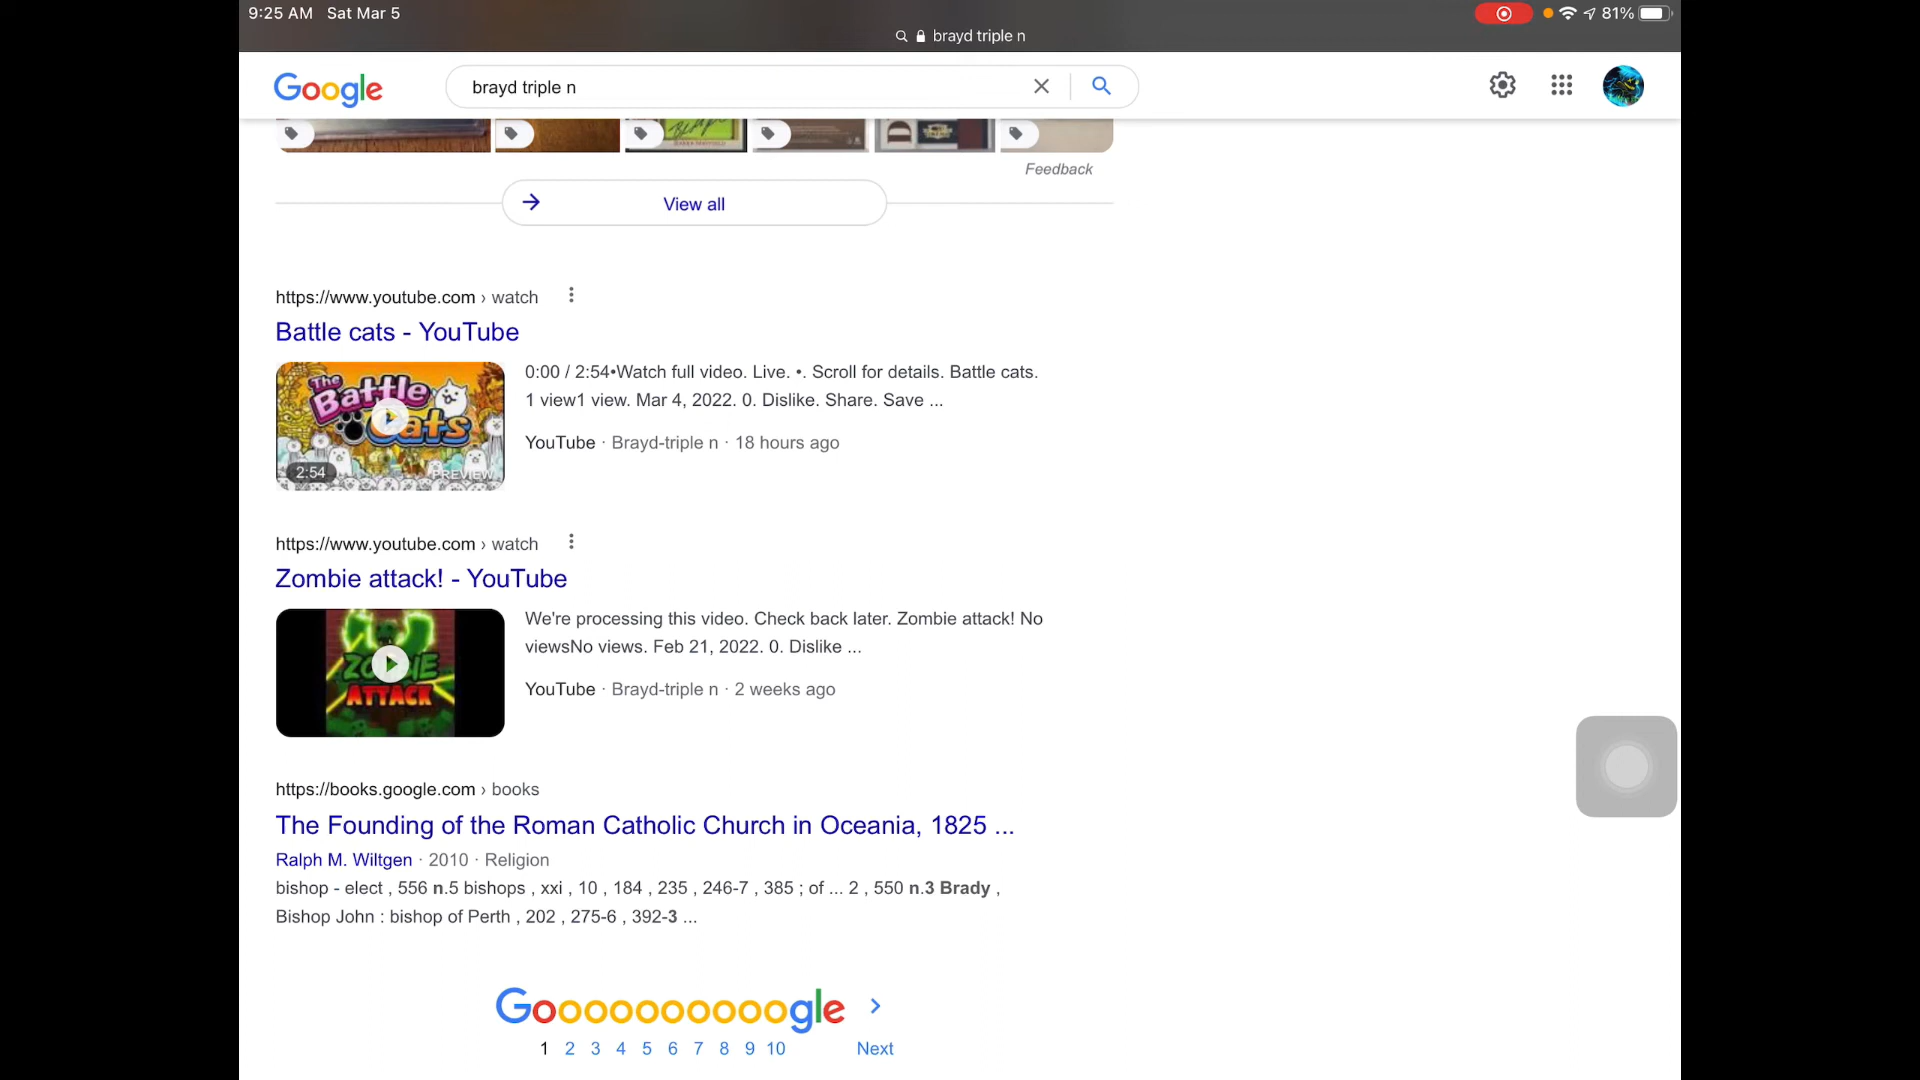 9:25 AM Sat Mar 5
81%
brayd triple n
Google
brayd triple n
Feedback
View all
https://www.youtube.com › watch
Battle cats - YouTube
The Battle Cats
2:54
PREVIEW
0:00 / 2:54•Watch full video. Live. •. Scroll for details. Battle cats.
1 view1 view. Mar 4, 2022. 0. Dislike. Share. Save ...
YouTube · Brayd-triple n · 18 hours ago
https://www.youtube.com › watch
Zombie attack! - YouTube
ZOMBIE
ATTACK
We're processing this video. Check back later. Zombie attack! No
viewsNo views. Feb 21, 2022. 0. Dislike ...
YouTube · Brayd-triple n · 2 weeks ago
https://books.google.com › books
The Founding of the Roman Catholic Church in Oceania, 1825 ...
Ralph M. Wiltgen · 2010 · Religion
bishop - elect , 556 n.5 bishops , xxi , 10 , 184 , 235 , 246-7 , 385 ; of ... 2 , 550 n.3 Brady ,
Bishop John : bishop of Perth , 202 , 275-6 , 392-3 ...
Goooooooooogle >
1 2 3 4 5 6 7 8 9 10 Next